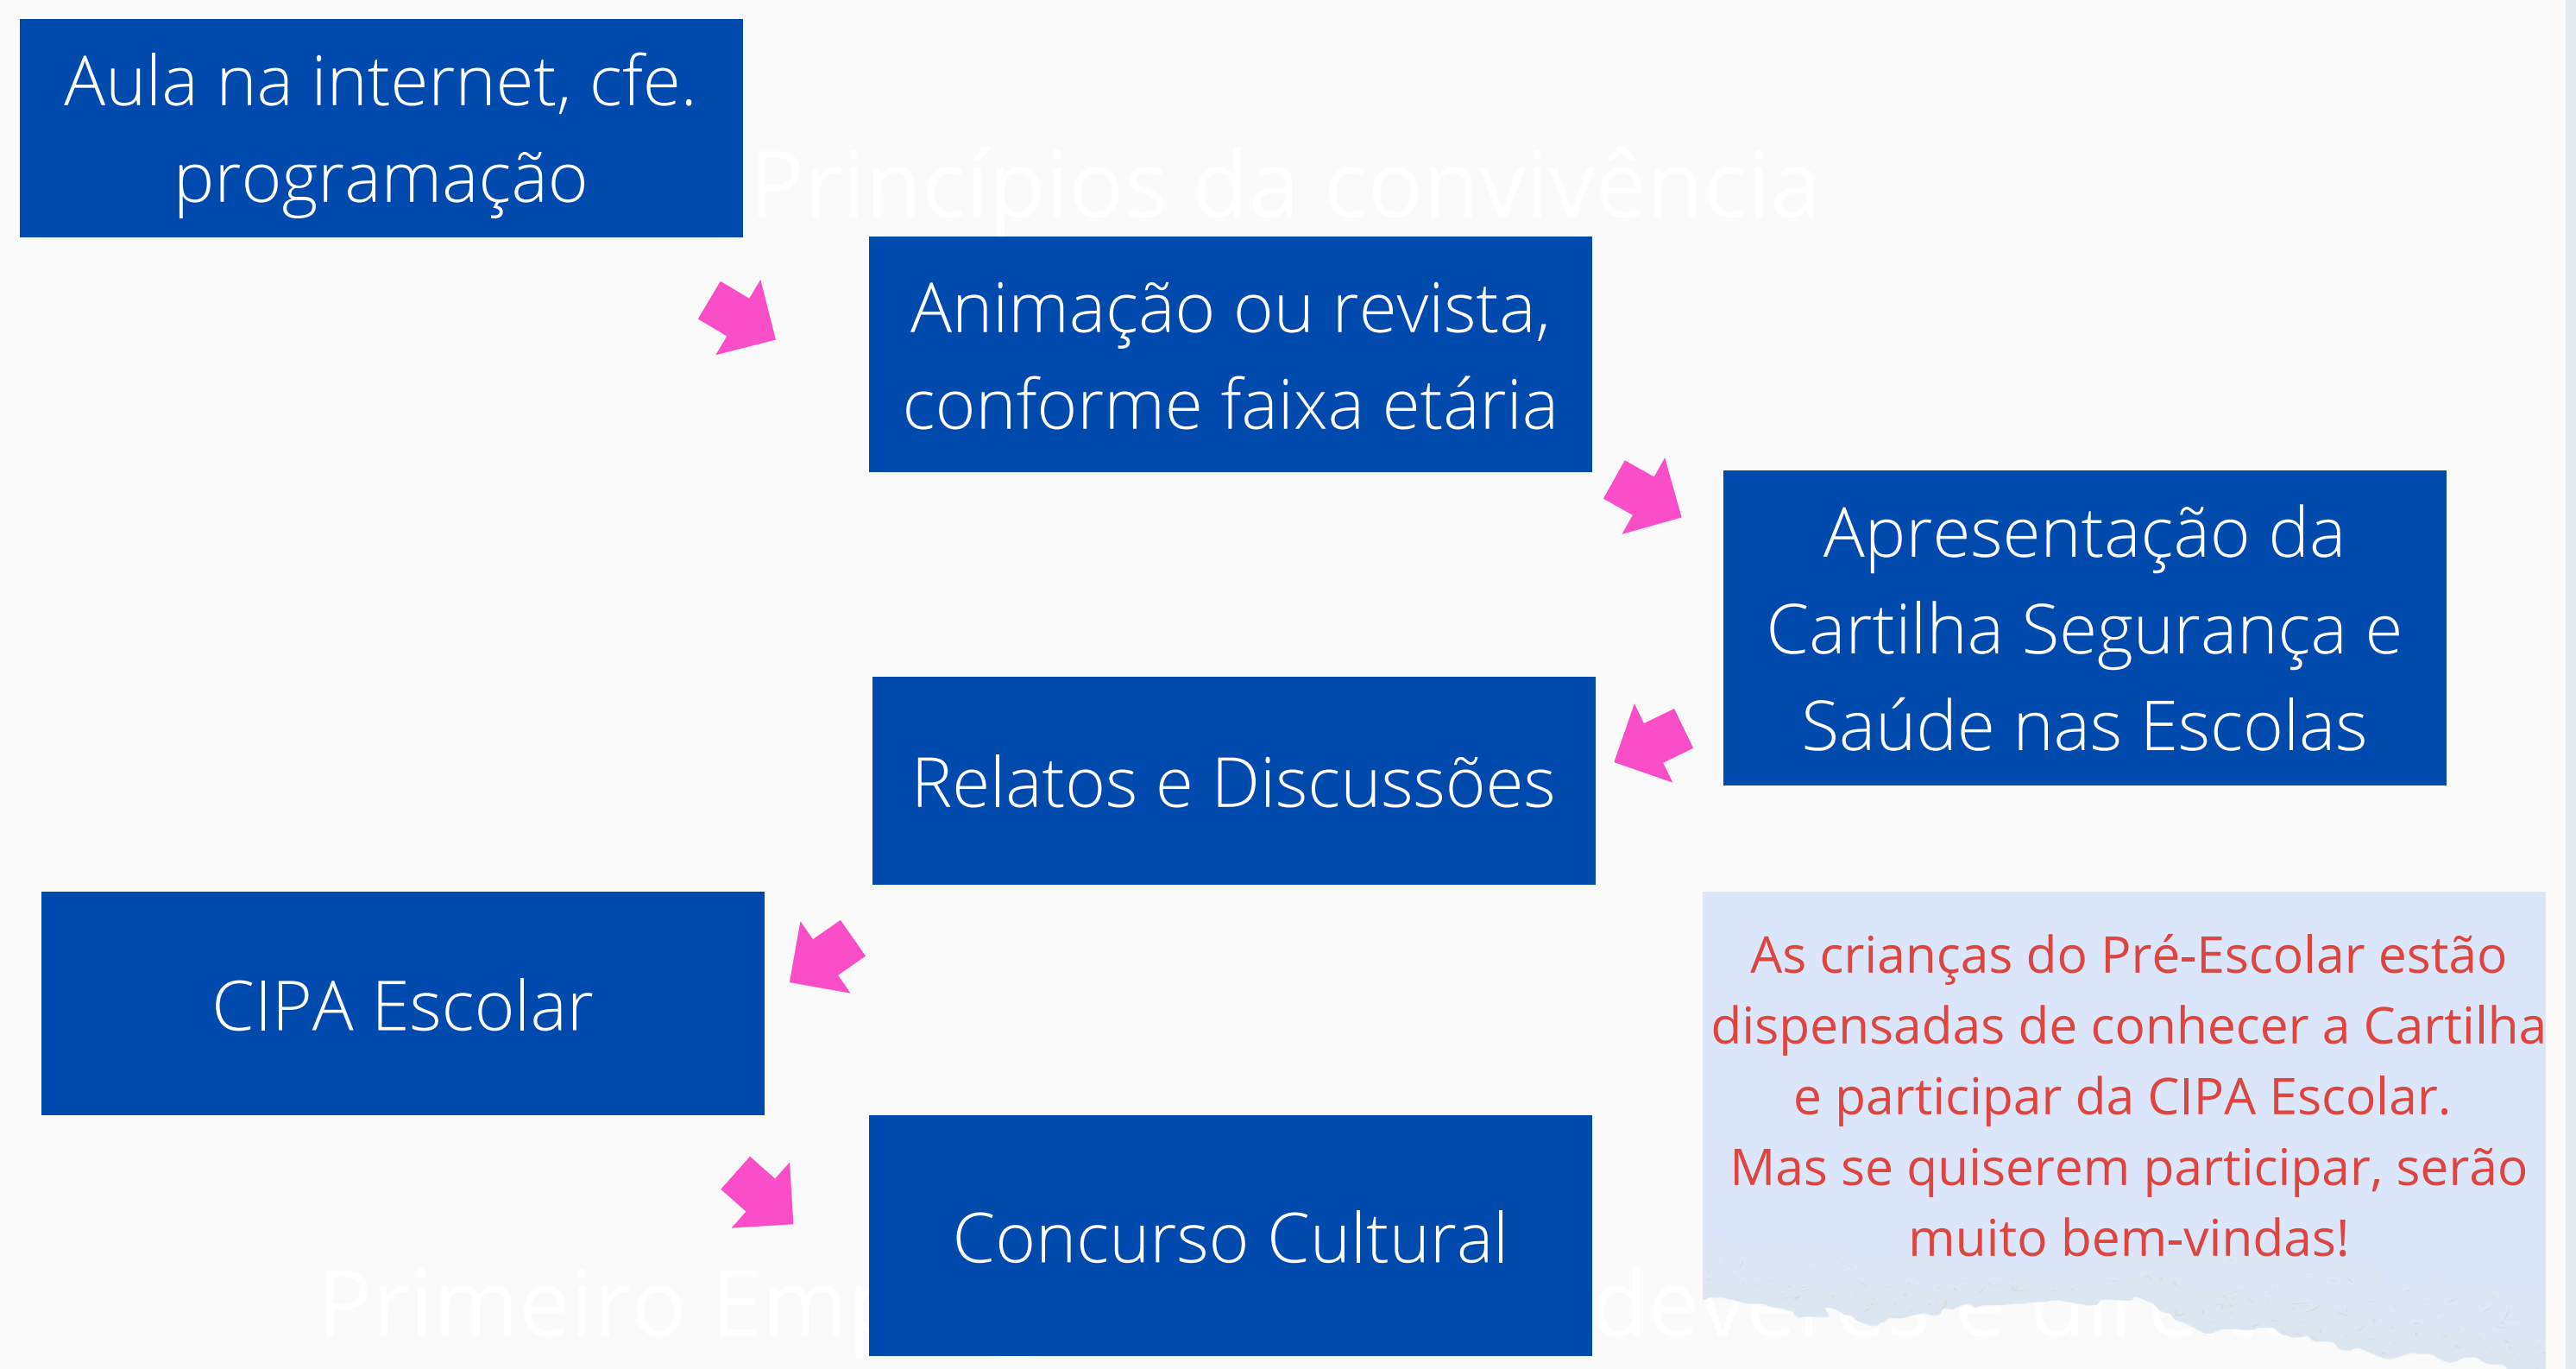 Aula na internet, cfe.
programação
Princípios da convivência
Animação ou revista,
conforme faixa etária
Apresentação da
Cartilha Segurança e
Saúde nas Escolas
Relatos e Discussões
CIPA Escolar
As crianças do Pré-Escolar estão
dispensadas de conhecer a Cartilha
e participar da CIPA Escolar.
Mas se quiserem participar, serão
muito bem-vindas!
Concurso Cultural
Primeiro deveres e